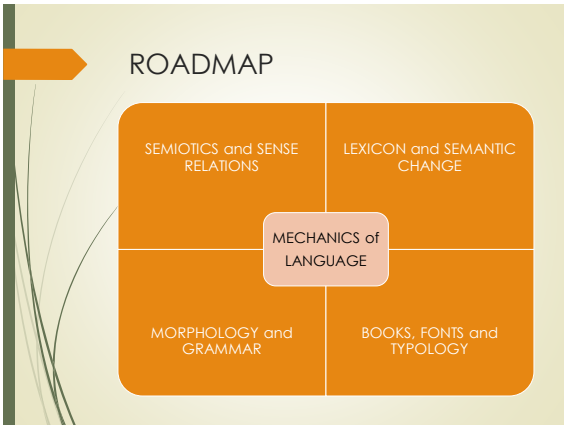 ROADMAP
SEMIOTICS and SENSE
RELATIONS
LEXICON and SEMANTIC
CHANGE
MECHANICS of
LANGUAGE
MORPHOLOGY and
GRAMMAR
BOOKS, FONTS and
TYPOLOGY